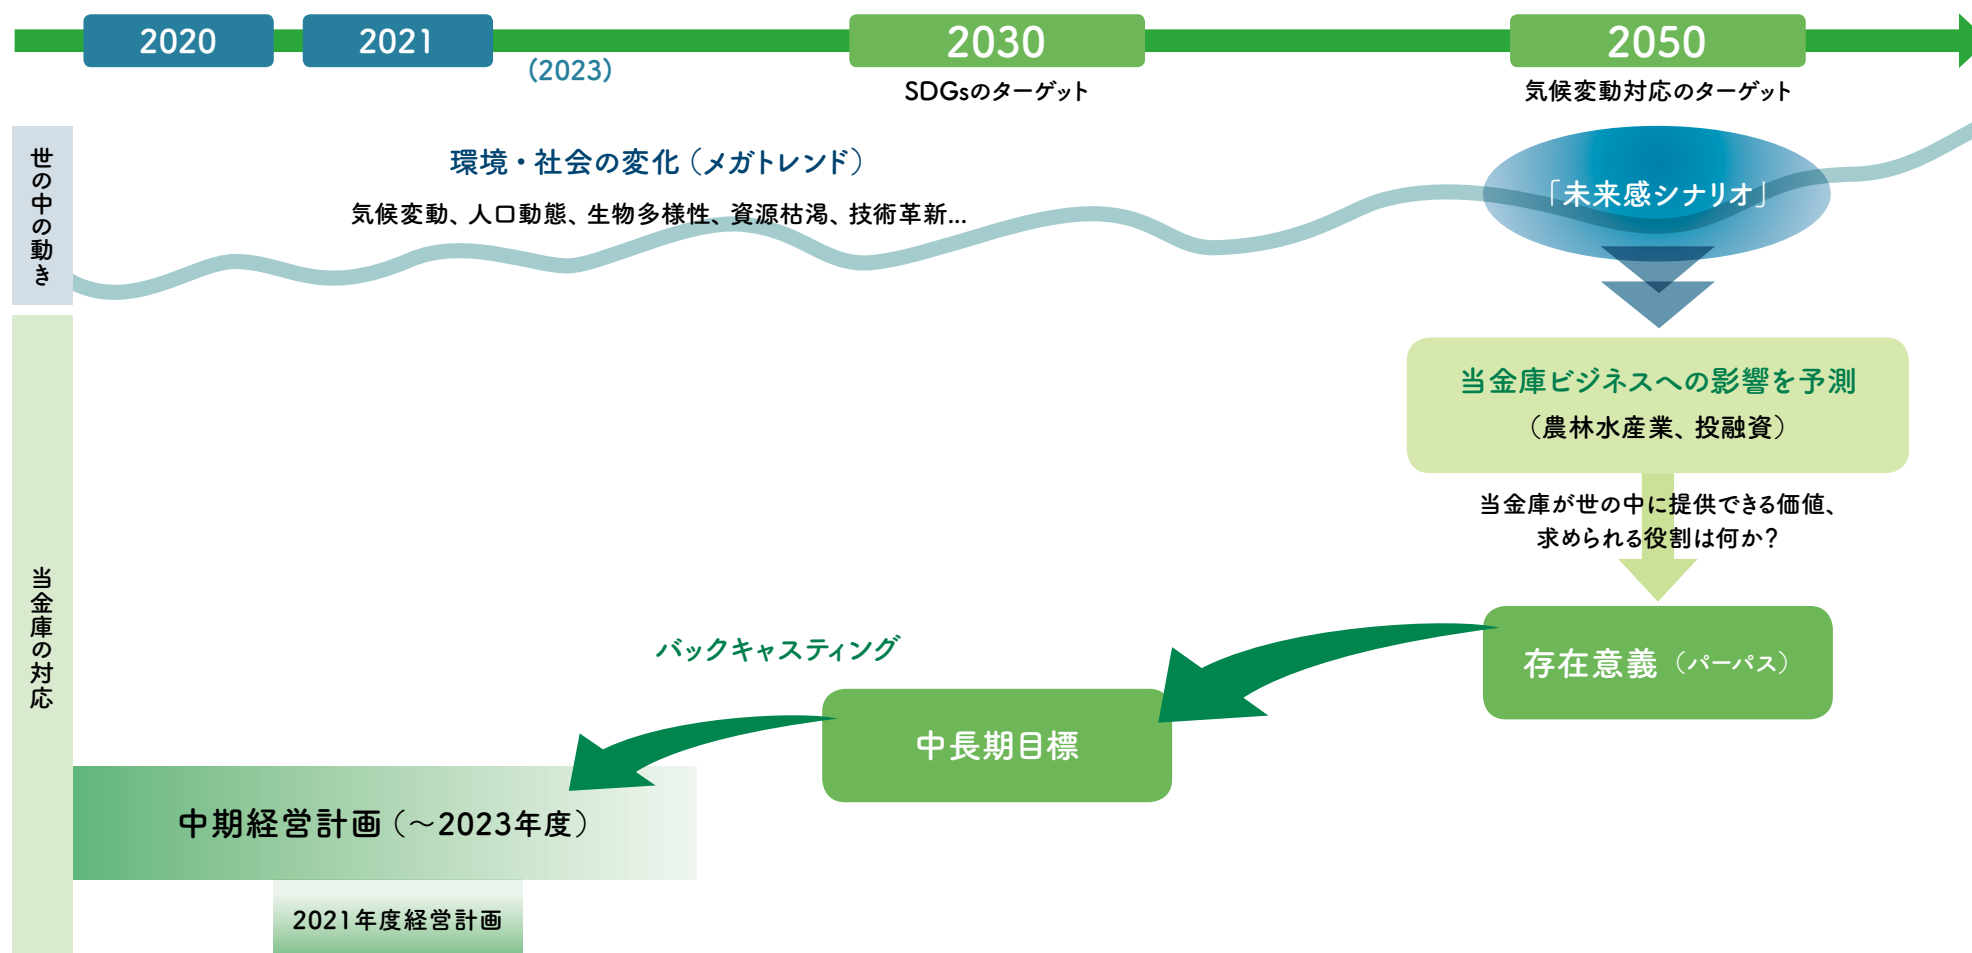 2020
2021
(2023)
2030
SDGsのターゲット
2050
気候変動対応のターゲット
世の中の動き
環境・社会の変化（メガトレンド）
気候変動、人口動態、生物多様性、資源枯渇、技術革新...
「未来感シナリオ」
当金庫の対応
当金庫ビジネスへの影響を予測
（農林水産業、投融資）
当金庫が世の中に提供できる価値、
求められる役割は何か？
バックキャスティング
存在意義（パーパス）
中長期目標
中期経営計画（～2023年度）
2021年度経営計画